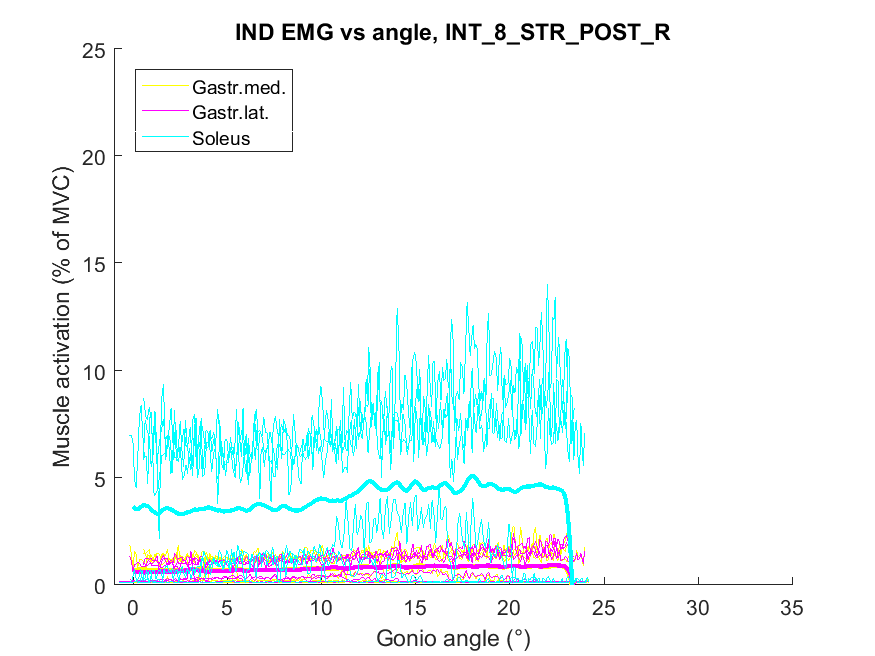 IND EMG vs angle, INT_8_STR_POST_R
25
20
15
10
5
0
Muscle activation (% of MVC)
Gastr.med.
Gastr.lat.
Soleus
0 5 10 15 20 25 30 35
Gonio angle (°)